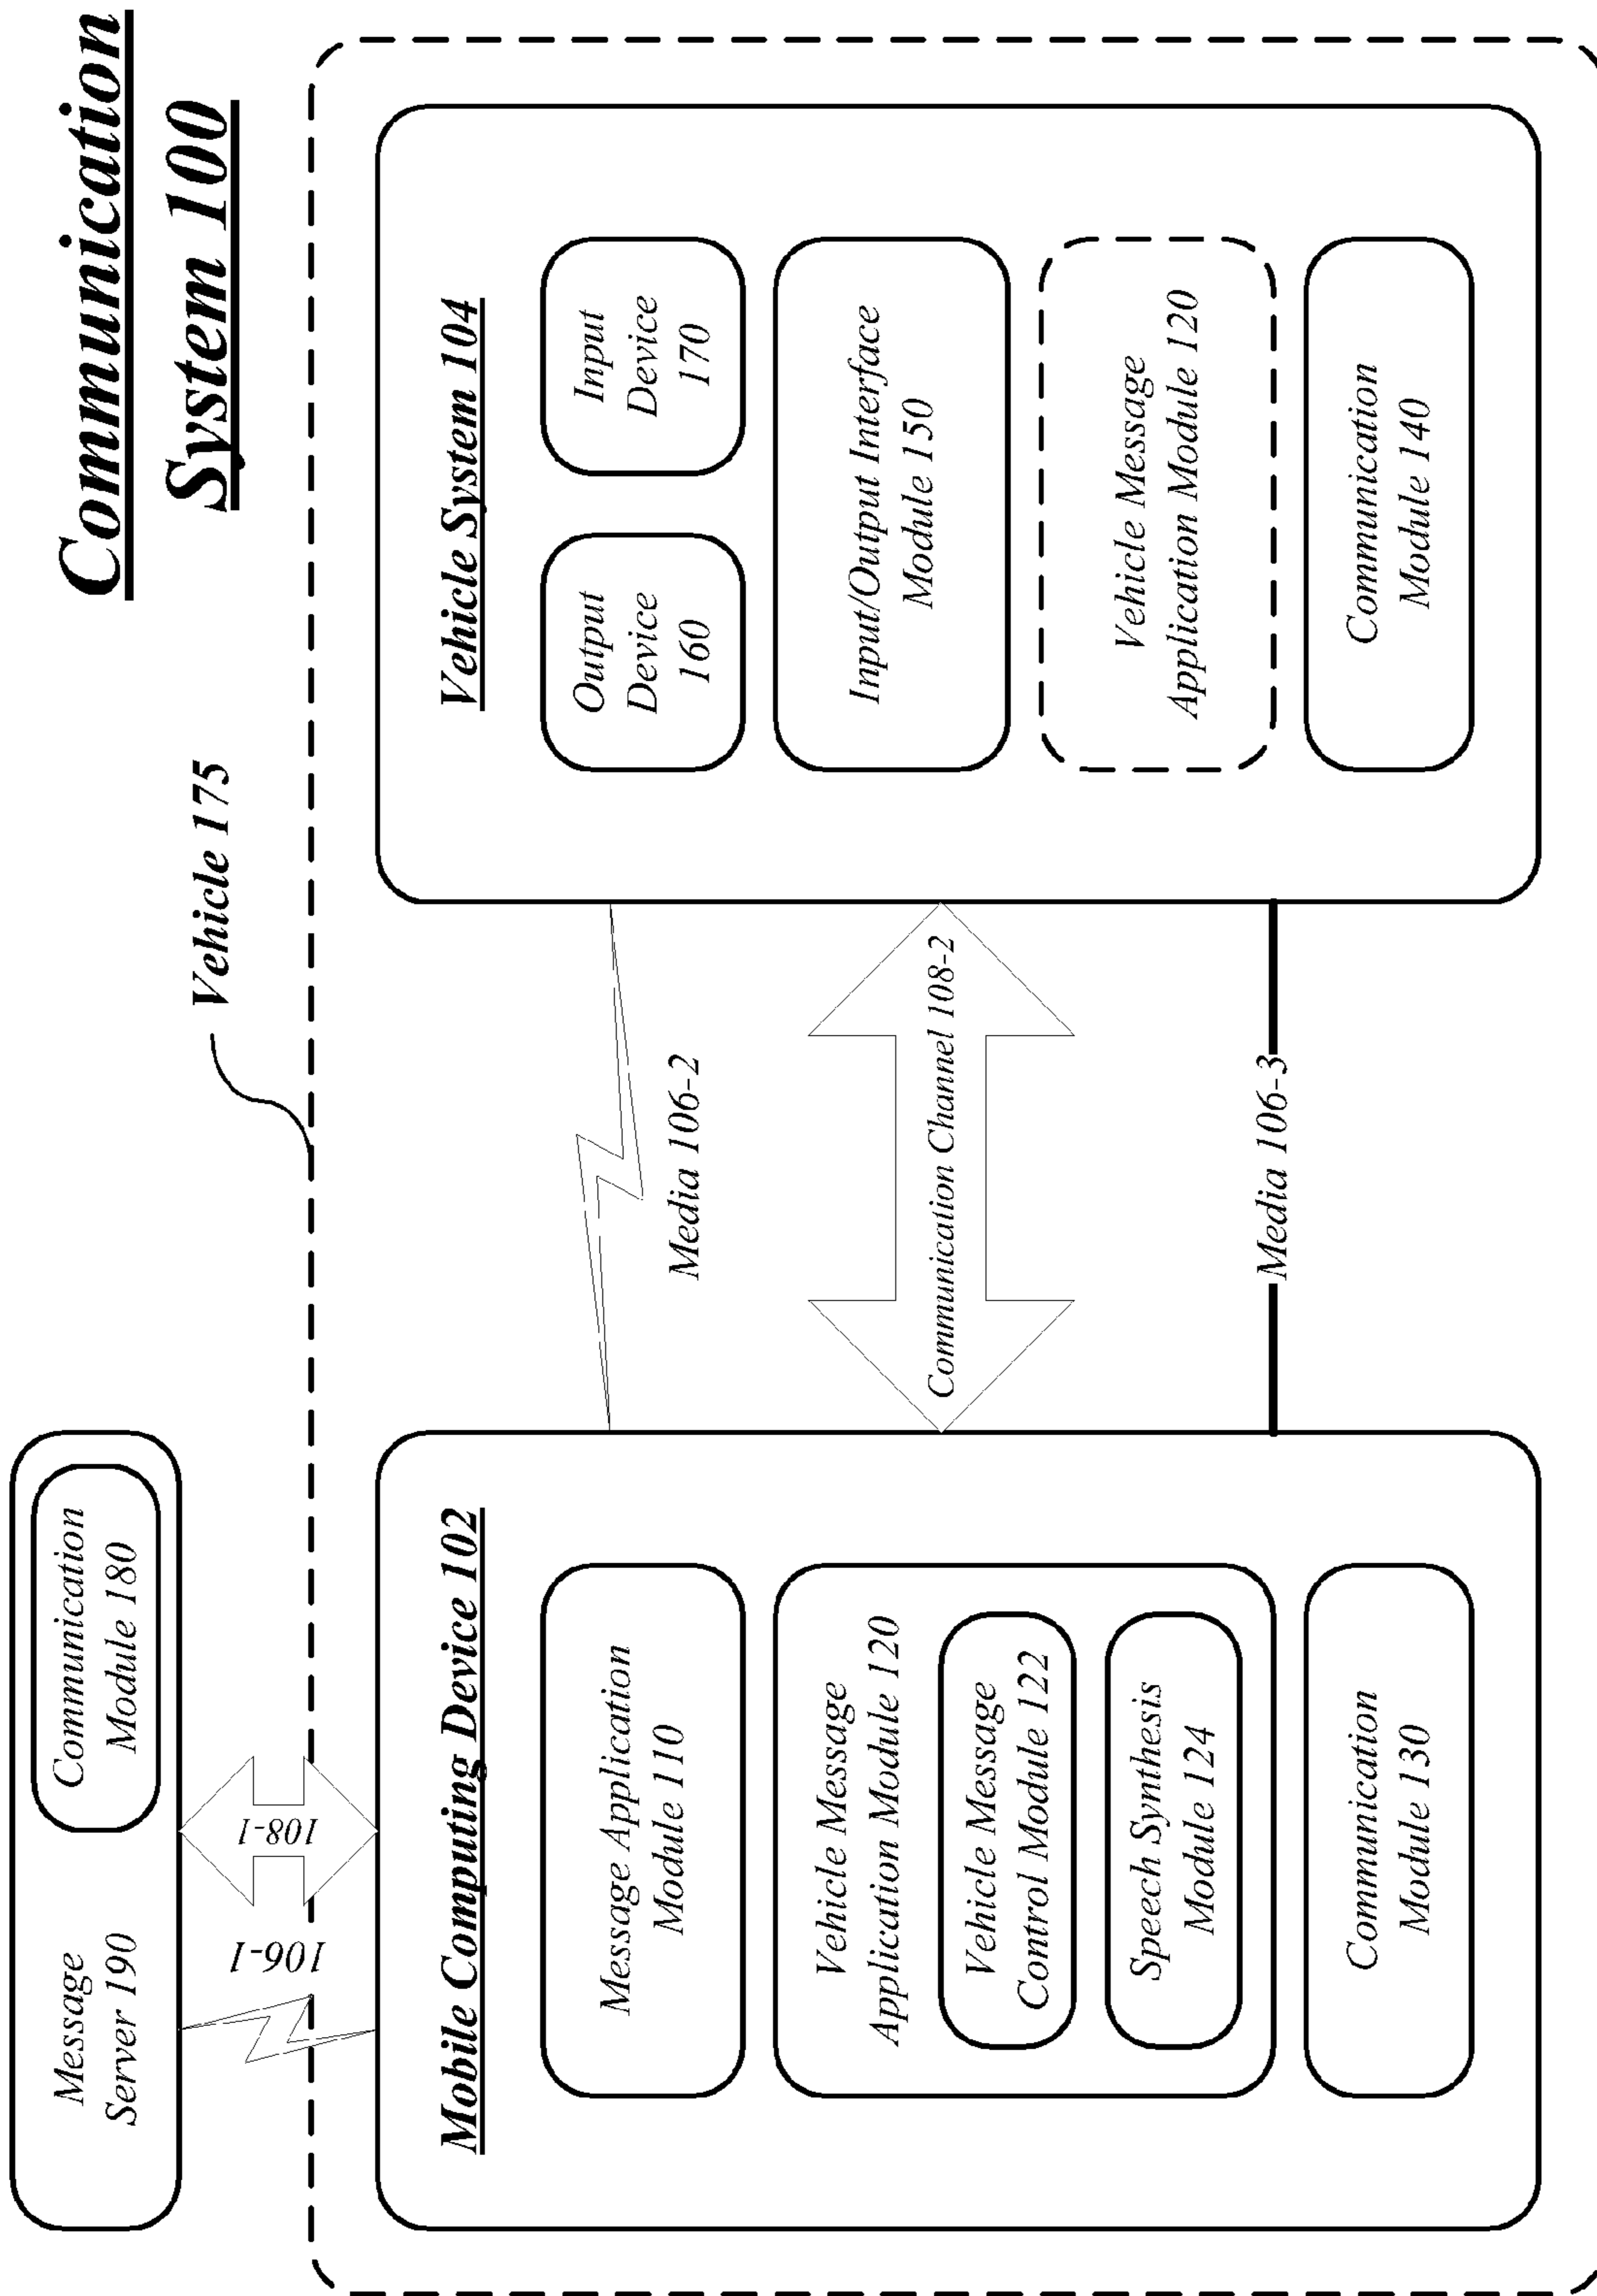 Communication
System 100
Message
Server 190
Communication
Module 180
106-1
108-1
Vehicle 175
Mobile Computing Device 102
Message Application
Module 110
Vehicle Message
Application Module 120
Vehicle Message
Control Module 122
Speech Synthesis
Module 124
Communication
Module 130
Media 106-2
Communication Channel 108-2
Media 106-3
Vehicle System 104
Output
Device
160
Input
Device
170
Input/Output Interface
Module 150
Vehicle Message
Application Module 120
Communication
Module 140